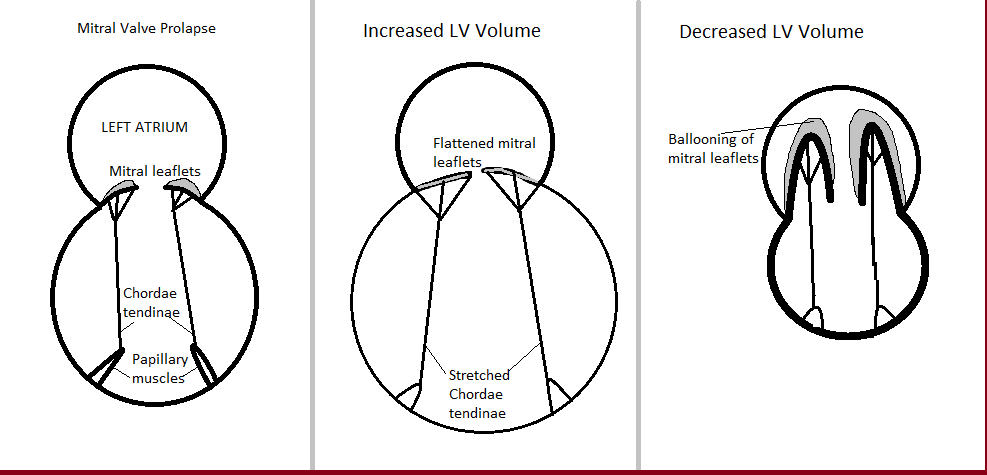 Mitral Valve Prolapse
LEFT ATRIUM
Mitral leaflets
Chordae
tendinae
Papillary
muscles
Increased LV Volume
Flattened mitral
leaflets
Stretched
Chordae
tendinae
Decreased LV Volume
Ballooning of
mitral leaflets